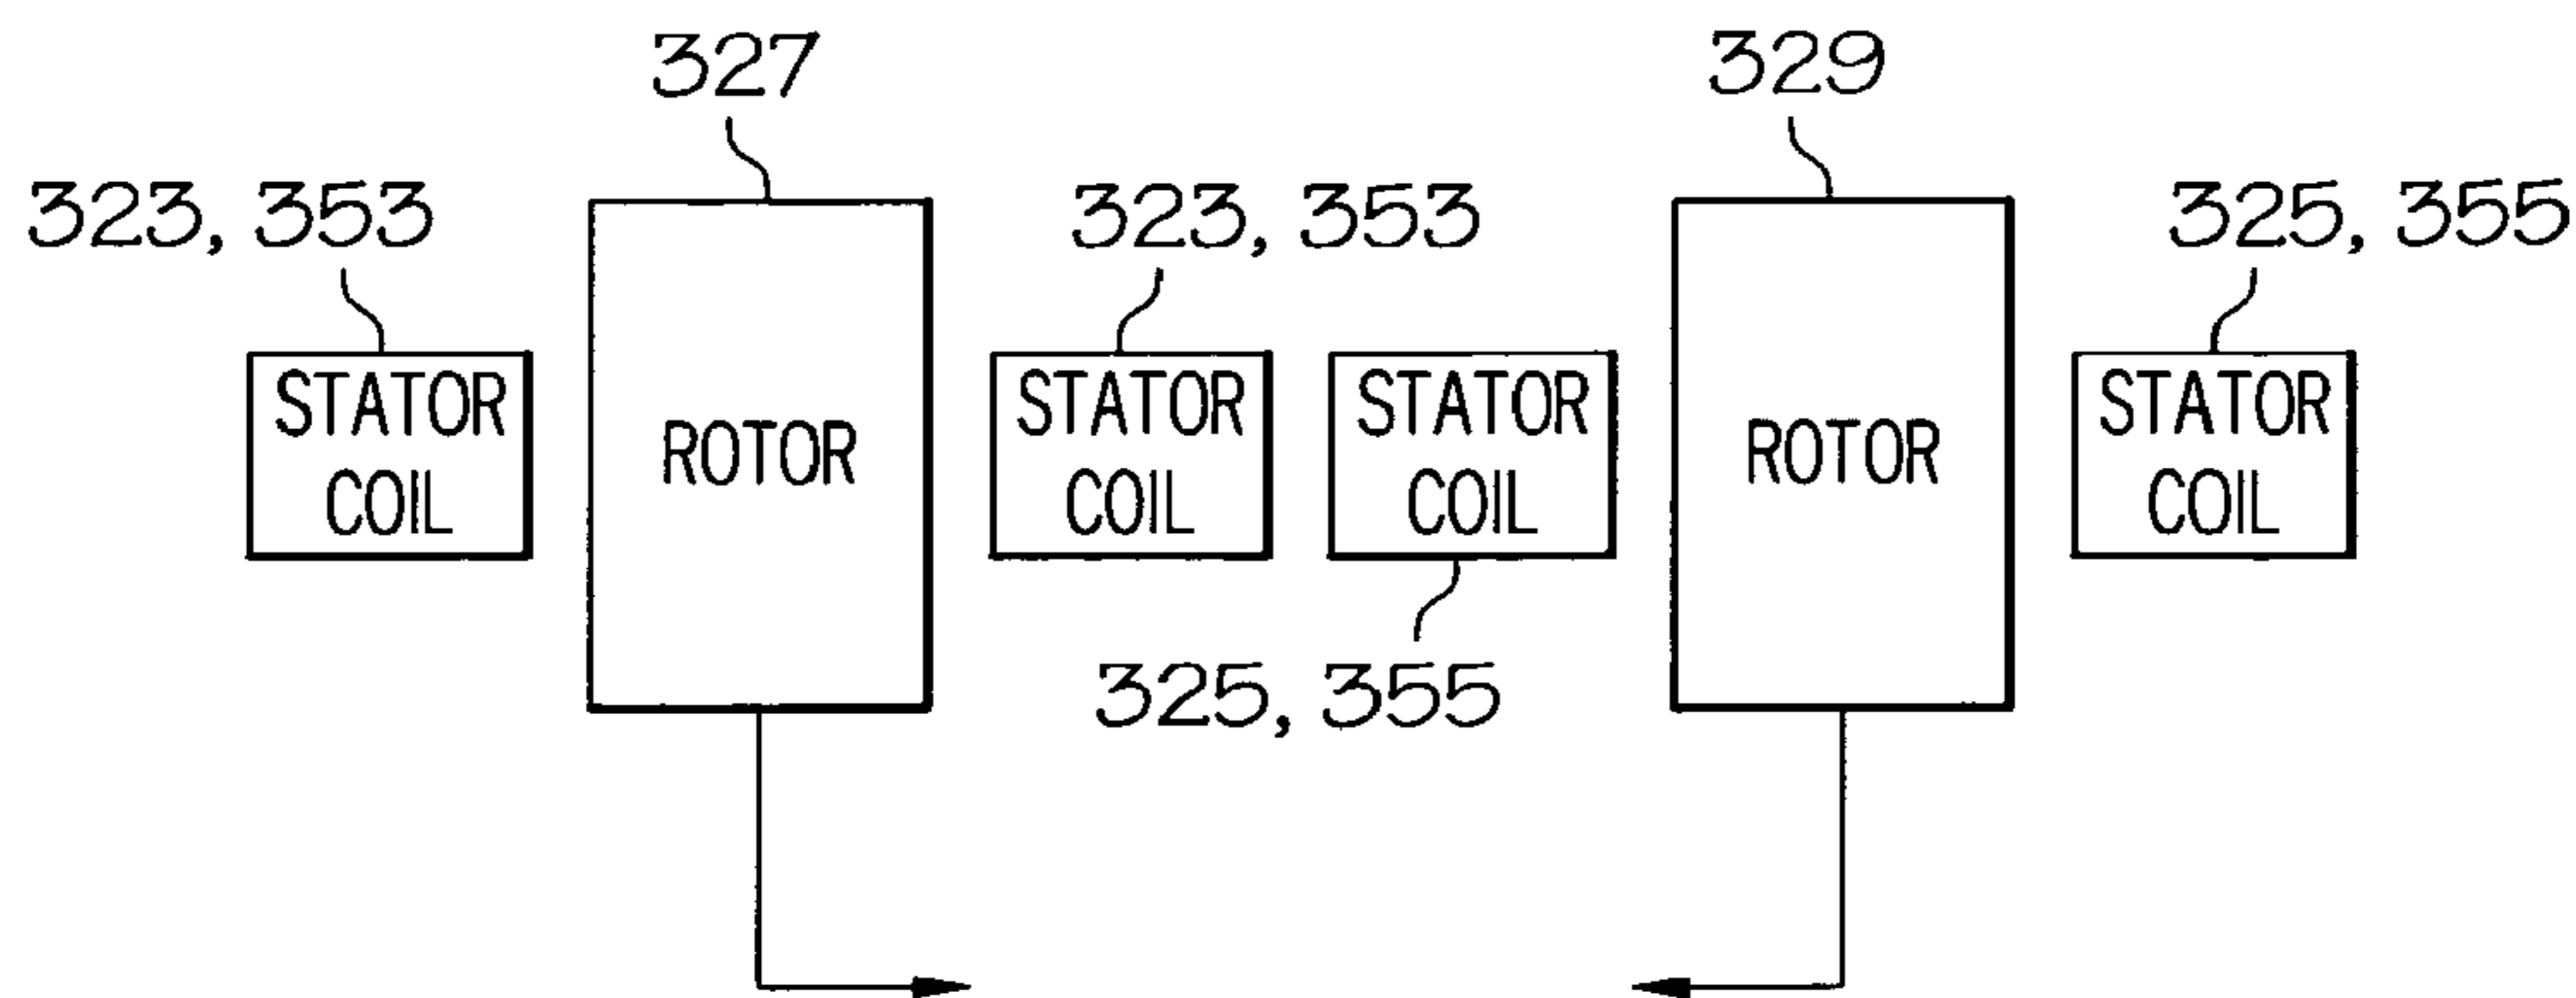 327
329
323, 353
323, 353
325, 355
STATOR
COIL
ROTOR
STATOR
COIL
STATOR
COIL
ROTOR
STATOR
COIL
325, 355